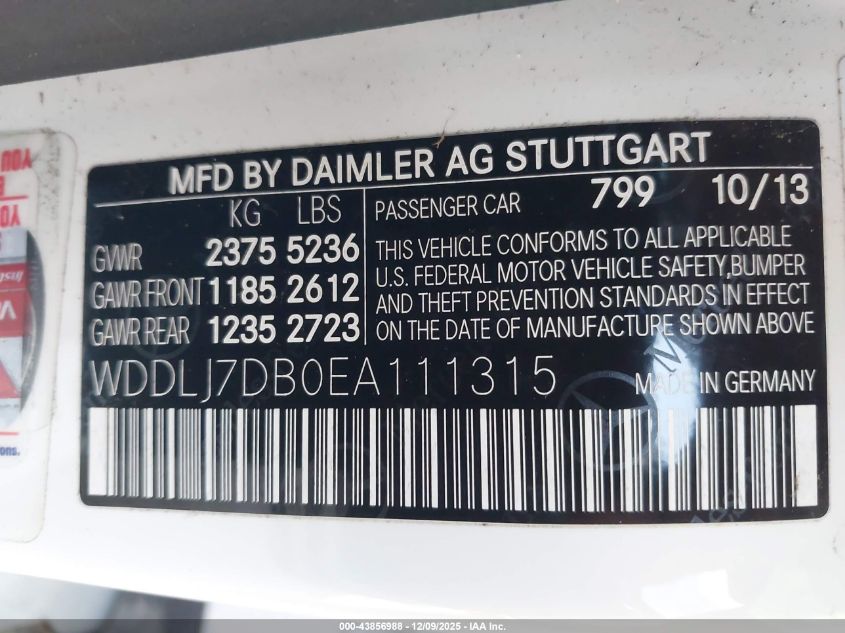 MFD BY DAIMLER AG STUTTGART
KG LBS
GVWR 2375 5236
GAWR FRONT 1185 2612
GAWR REAR 1235 2723
PASSENGER CAR 799 10/13
THIS VEHICLE CONFORMS TO ALL APPLICABLE
U.S. FEDERAL MOTOR VEHICLE SAFETY,BUMPER
AND THEFT PREVENTION STANDARDS IN EFFECT
ON THE DATE OF MANUFACTURE SHOWN ABOVE
WDDLJ7DB0EA111315 MADE IN GERMANY
YOU
YO
ons.
000-43856988 | 12/09/2025 | IAA Inc.